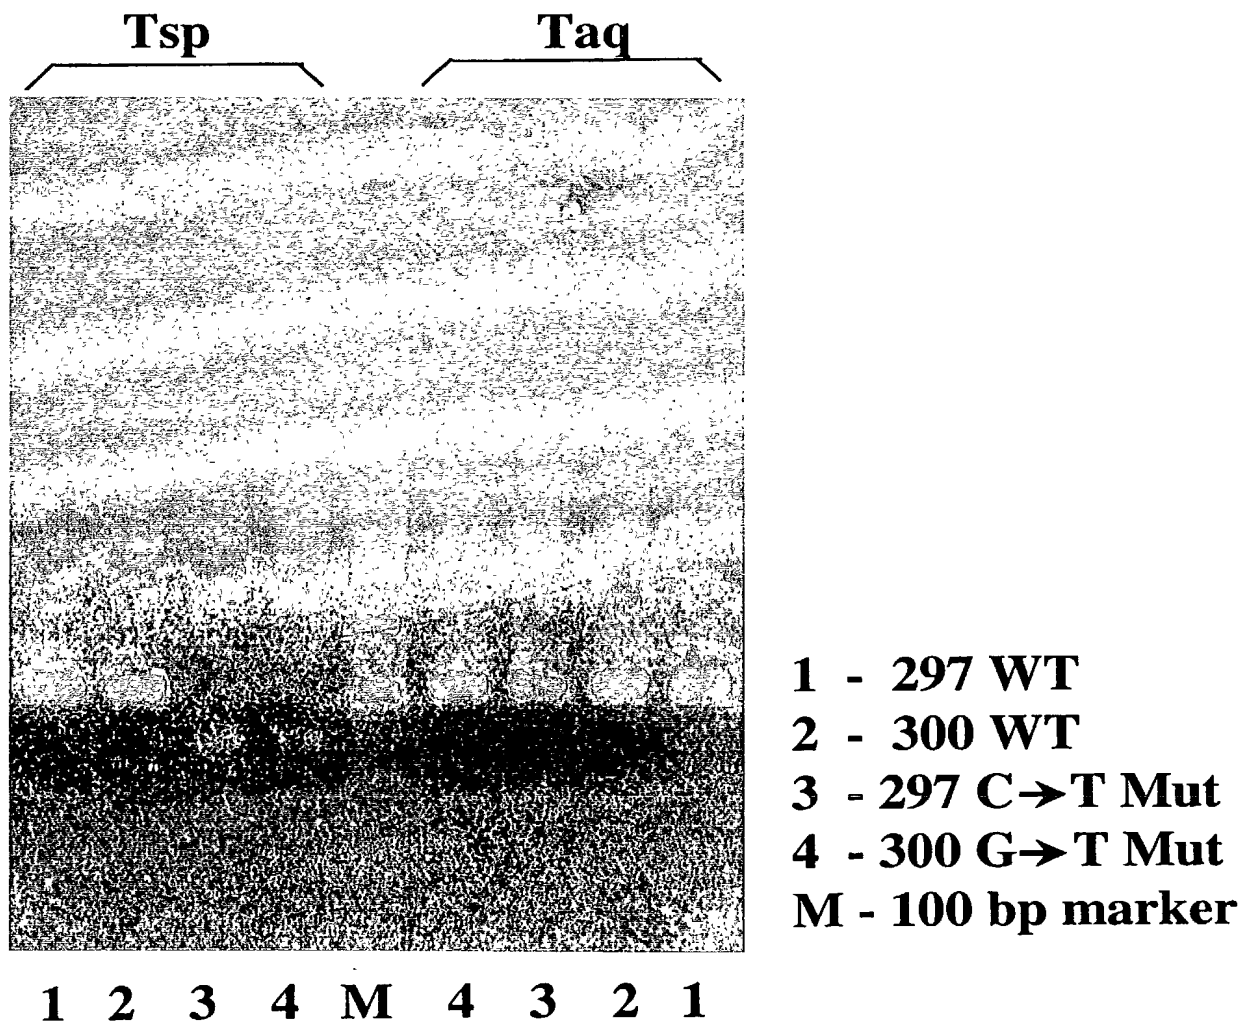 Tsp Taq
1 - 297 WT
2 - 300 WT
3 - 297 C→T Mut
4 - 300 G→T Mut
M - 100 bp marker
1 2 3 4 M 4 3 2 1